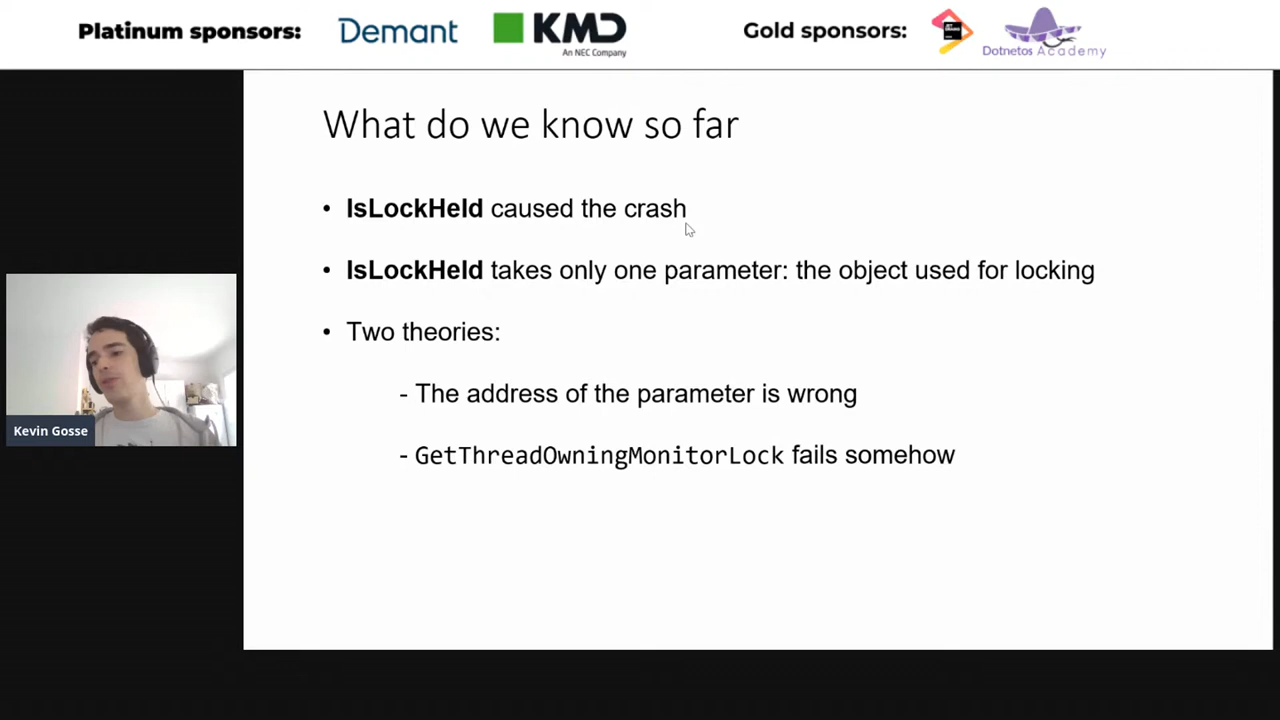 Platinum sponsors:
Demant
KMD
An NEC Company
Gold sponsors:
Dotnetos Academy
What do we know so far
• IsLockHeld caused the crash
• IsLockHeld takes only one parameter: the object used for locking
• Two theories:
- The address of the parameter is wrong
- GetThreadOwningMonitorLock fails somehow
Kevin Gosse